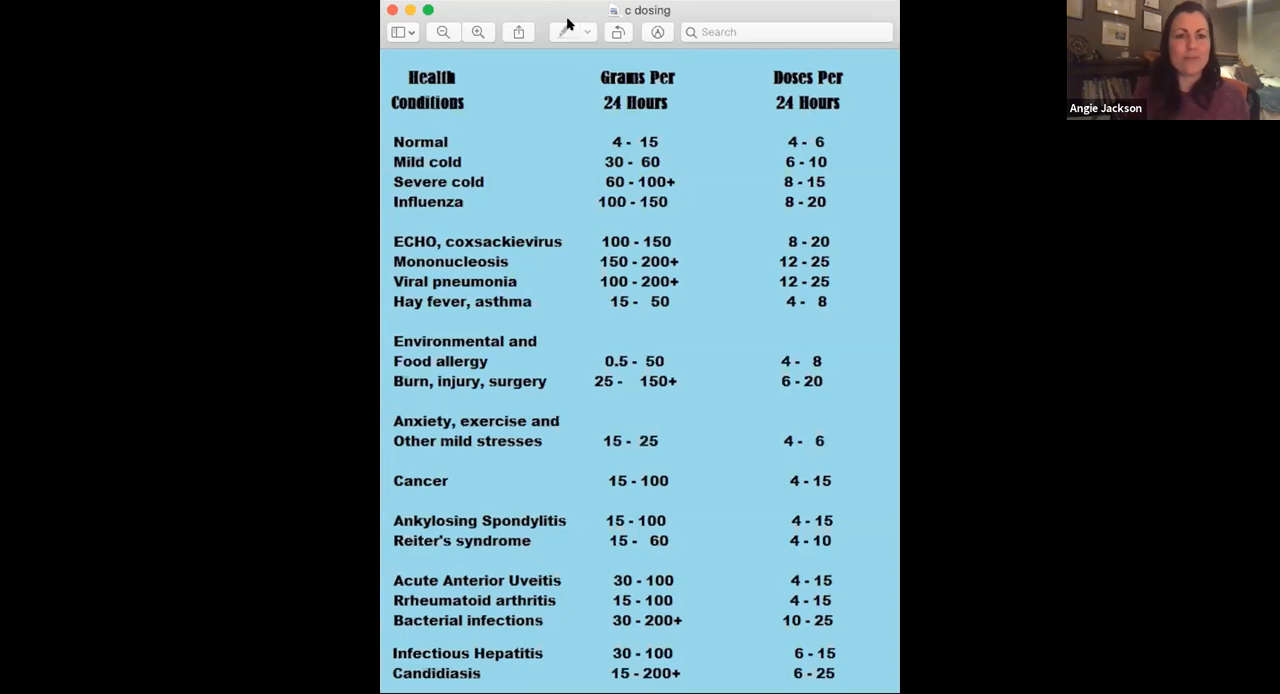 c dosing
Search
Angie Jackson
Health Grams Per Doses Per
Conditions 24 Hours 24 Hours
Normal 4 - 15 4 - 6
Mild cold 30 - 60 6 - 10
Severe cold 60 - 100+ 8 - 15
Influenza 100 - 150 8 - 20
ECHO, coxsackievirus 100 - 150 8 - 20
Mononucleosis 150 - 200+ 12 - 25
Viral pneumonia 100 - 200+ 12 - 25
Hay fever, asthma 15 - 50 4 - 8
Environmental and
Food allergy 0.5 - 50 4 - 8
Burn, injury, surgery 25 - 150+ 6 - 20
Anxiety, exercise and
Other mild stresses 15 - 25 4 - 6
Cancer 15 - 100 4 - 15
Ankylosing Spondylitis 15 - 100 4 - 15
Reiter's syndrome 15 - 60 4 - 10
Acute Anterior Uveitis 30 - 100 4 - 15
Rrheumatoid arthritis 15 - 100 4 - 15
Bacterial infections 30 - 200+ 10 - 25
Infectious Hepatitis 30 - 100 6 - 15
Candidiasis 15 - 200+ 6 - 25